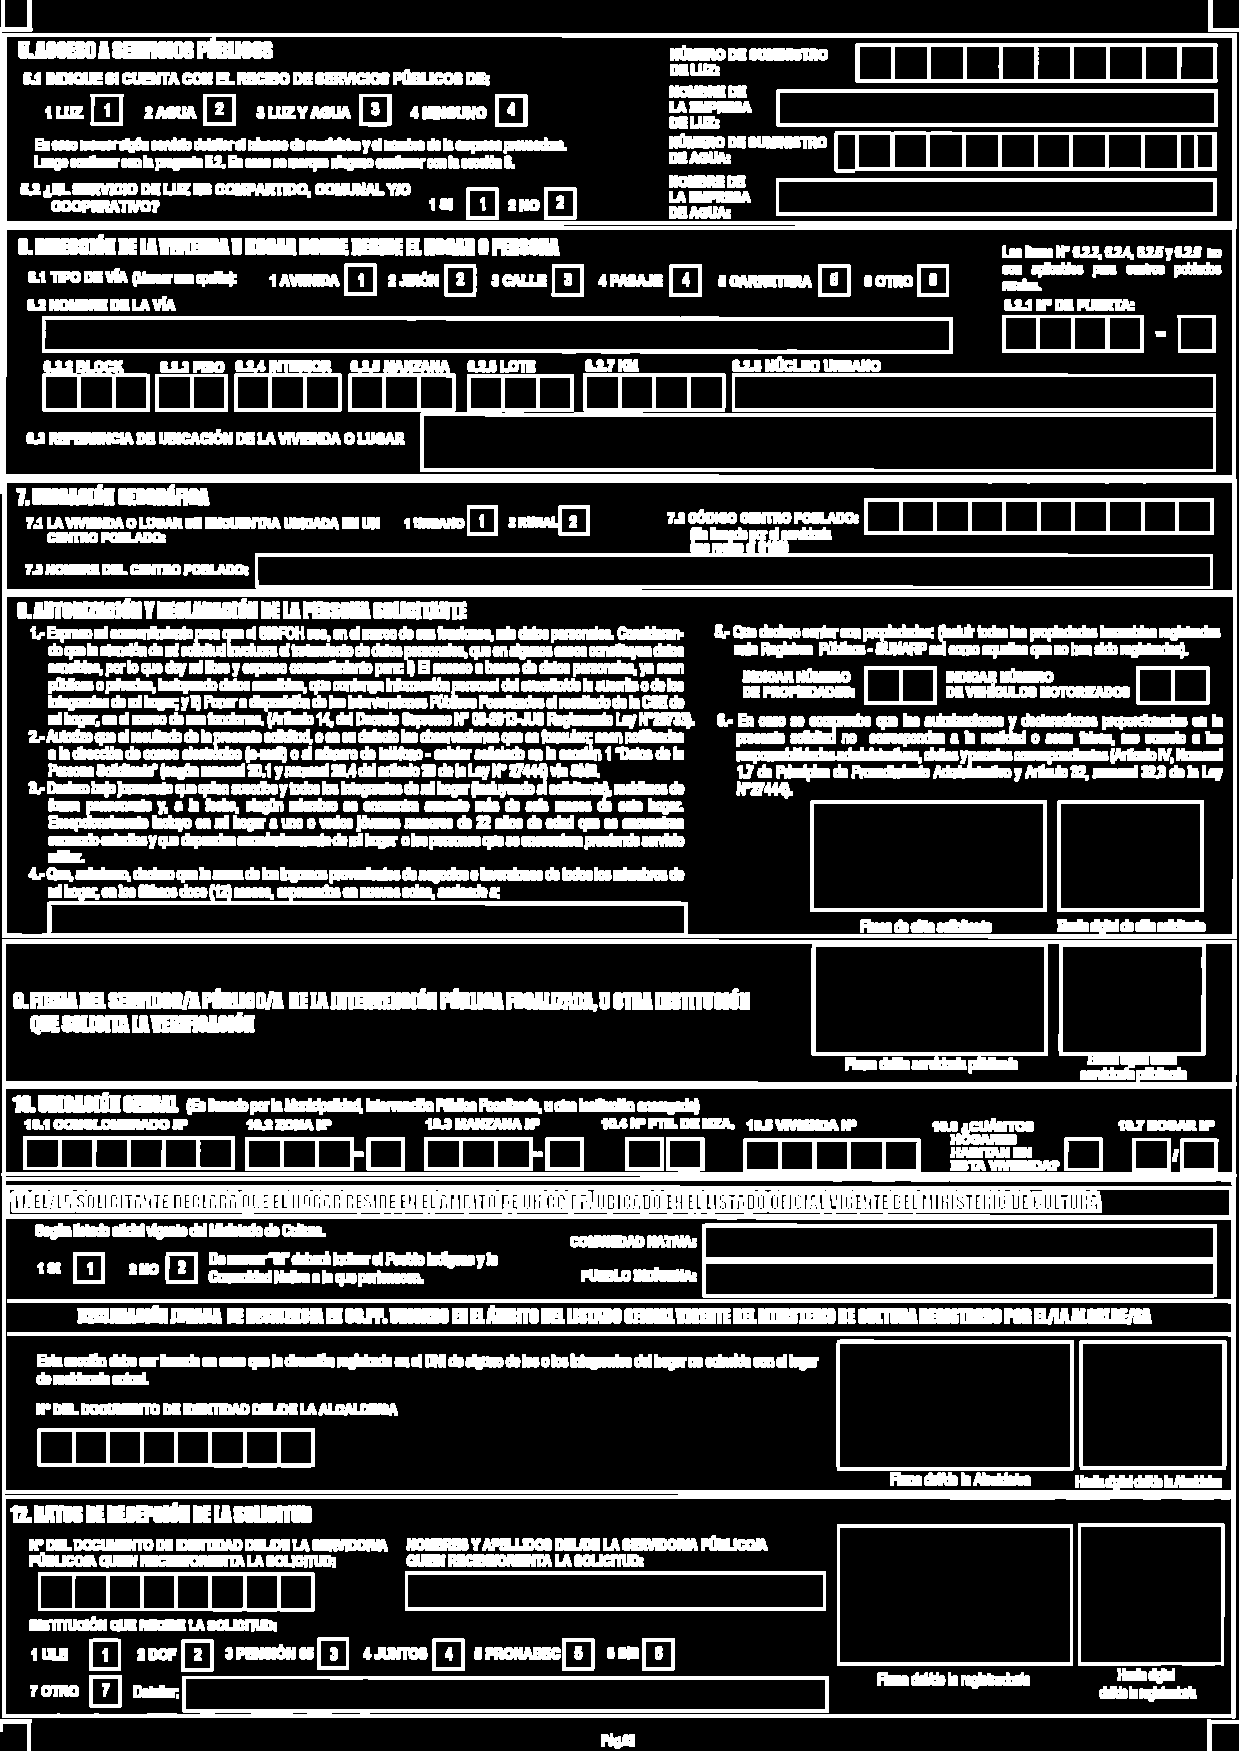 5. ACCESO A SERVICIOS PÚBLICOS
5.1 INDIQUE SI CUENTA CON EL RECIBO DE SERVICIOS PÚBLICOS DE:
1 LUZ 1 2 AGUA 2 3 LUZ Y AGUA 3 4 NINGUNO 4
En caso marcar algún servicio detallar el número de suministro y el nombre de la empresa proveedora.
Luego continuar con la pregunta 5.2. En caso se marque ninguno continuar con la sección 6.
5.2 ¿EL SERVICIO DE LUZ ES COMPARTIDO, COMUNAL Y/O
COOPERATIVO?
1 SI 1 2 NO 2
NÚMERO DE SUMINISTRO
DE LUZ:
NOMBRE DE
LA EMPRESA
DE LUZ:
NÚMERO DE SUMINISTRO
DE AGUA:
NOMBRE DE
LA EMPRESA
DE AGUA:
6. DIRECCIÓN DE LA VIVIENDA U HOGAR DONDE RESIDE EL HOGAR O PERSONA
6.1 TIPO DE VÍA (Marcar una opción): 1 AVENIDA 1 2 JIRÓN 2 3 CALLE 3 4 PASAJE 4 5 CARRETERA 5 6 OTRO 6
Los ítems N° 6.2.2, 6.2.4, 6.2.5 y 6.2.6 no
son aplicables para centros poblados
rurales.
6.2 NOMBRE DE LA VÍA
6.2.1 N° DE PUERTA:
6.2.2 BLOCK 6.2.3 PISO 6.2.4 INTERIOR 6.2.5 MANZANA 6.2.6 LOTE 6.2.7 KM 6.2.8 NÚCLEO URBANO
6.3 REFERENCIA DE UBICACIÓN DE LA VIVIENDA O LUGAR
7. UBICACIÓN GEOGRÁFICA
7.1 LA VIVIENDA O LUGAR SE ENCUENTRA UBICADA EN UN
CENTRO POBLADO:
1 URBANO 1 2 RURAL 2
7.2 CÓDIGO CENTRO POBLADO:
(Es llenado por el servidor/a
7.3 NOMBRE DEL CENTRO POBLADO:
8. AUTORIZACIÓN Y DECLARACIÓN DE LA PERSONA SOLICITANTE
1.- Expreso mi consentimiento para que el SISFOH use, en el marco de sus funciones, mis datos personales. Consideran-
do que la atención de mi solicitud involucra el tratamiento de datos personales, que en algunos casos constituyen datos
sensibles, por lo que doy mi libre y expreso consentimiento para: i) El acceso a bases de datos personales, ya sean
públicas o privadas, incluyendo datos sensibles, que contenga información personal del suscrito/a la suscrita o de los
integrantes de mi hogar; y ii) Poner a disposición de las Intervenciones Públicas Focalizadas el resultado de la CSE de
mi hogar, en el marco de sus funciones. (Artículo 14, del Decreto Supremo N° 03-2013-JUS Reglamento Ley N° 29733).
2.- Autorizo que el resultado de la presente solicitud, o en su defecto las observaciones que se formulen; sean notificados
a la dirección de correo electrónico (e-mail) o al número de teléfono - celular señalado en la sección 1 "Datos de la
Persona Solicitante" (según numeral 20.1 y numeral 20.4 del artículo 20 de la Ley N° 27444) vía SMS.
3.- Declaro bajo juramento que quien suscribe y todos los integrantes de mi hogar (incluyendo al solicitante), residimos de
forma permanente y, a la fecha, ningún miembro se encuentra ausente más de seis meses de este hogar.
Excepcionalmente incluyo en mi hogar a uno o varios jóvenes menores de 22 años de edad que se encuentran
cursando estudios y que dependen económicamente de mi hogar o las personas que se encuentran prestando servicio
militar.
4.- Que, asimismo, declaro que la suma de los ingresos provenientes de negocios e inversiones de todos los miembros de
mi hogar, en los últimos doce (12) meses, expresados en nuevos soles, asciende a:
5.- Que declaro contar con propiedades: (incluir todas las propiedades inmuebles registradas
ante Registros Públicos - SUNARP así como aquellas que no han sido registradas).
INDICAR NÚMERO
DE PROPIEDADES:
INDICAR NÚMERO
DE VEHÍCULOS MOTORIZADOS
6.- En caso se compruebe que las autorizaciones y declaraciones proporcionadas en la
presente solicitud no corresponden a la realidad o sean falsas, me someto a las
responsabilidades administrativas, civiles y penales correspondientes (Artículo IV, Numeral
1.7 de Principios de Procedimiento Administrativo y Artículo 32, numeral 32.3 de la Ley
N°27444).
Firma de el/la solicitante
Huella digital de el/la solicitante
9. FIRMA DEL SERVIDOR/A PÚBLICO/A DE LA INTERVENCIÓN PÚBLICA FOCALIZADA, U OTRA INSTITUCIÓN
QUE SOLICITA LA VERIFICACIÓN
Firma del/la servidor/a público/a
servidor/a público/a
10. UBICACIÓN CENSAL (Es llenado por la Municipalidad, Intervención Pública Focalizada, u otra institución encargada)
10.1 CONGLOMERADO N° 10.2 ZONA N° 10.3 MANZANA N° 10.4 N° PTE. DE MZA. 10.5 VIVIENDA N° 10.6 ¿CUÁNTOS
HOGARES
HABITAN EN
ESTA VIVIENDA?
10.7 HOGAR N°
/
11. EL/LA SOLICITANTE DECLARA QUE EL HOGAR RESIDE EN EL ÁMBITO DE UN CC.PP. UBICADO EN EL LISTADO OFICIAL VIGENTE DEL MINISTERIO DE CULTURA
Según listado oficial vigente del Ministerio de Cultura.
1 SI 1 2 NO 2
De marcar "SI" deberá indicar el Pueblo Indígena y la
Comunidad Nativa a la que pertenecen.
COMUNIDAD NATIVA:
PUEBLO INDÍGENA:
DECLARACIÓN JURADA DE RESIDENCIA EN CC.PP. UBICADO EN EL ÁMBITO DEL LISTADO OFICIAL VIGENTE DEL MINISTERIO DE CULTURA REGISTRADO POR EL/LA ALCALDE/SA
Esta sección debe ser llenada en caso que la dirección registrada en el DNI de alguno de los o las integrantes del hogar no coincida con el lugar
de residencia actual.
N° DEL DOCUMENTO DE IDENTIDAD DEL/DE LA ALCALDE/SA
Firma del/de la Alcalde/sa
Huella digital del/de la Alcalde/sa
12. DATOS DE RECEPCIÓN DE LA SOLICITUD
N° DEL DOCUMENTO DE IDENTIDAD DEL/DE LA SERVIDOR/A
PÚBLICO/A QUIEN RECEPCIONA LA SOLICITUD:
NOMBRES Y APELLIDOS DEL/DE LA SERVIDOR/A PÚBLICO/A
QUIEN RECEPCIONA LA SOLICITUD:
INSTITUCIÓN QUE RECIBE LA SOLICITUD:
1 ULE 1 2 DOF 2 3 PENSIÓN 65 3 4 JUNTOS 4 5 PRONABEC 5 6 SIS 6
7 OTRO 7 Detallar:
Firma del/de la registrador/a
Huella digital
del/de la registrador/a
Pág.02